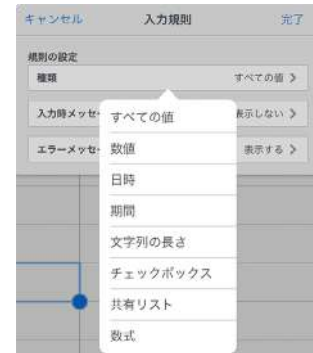 キャンセル 入力規則 完了
規則の設定
種類 すべての値
入力時メッセ 表示しない
エラーメッセ 表示する
すべての値
数値
日時
期間
文字列の長さ
チェックボックス
共有リスト
数式